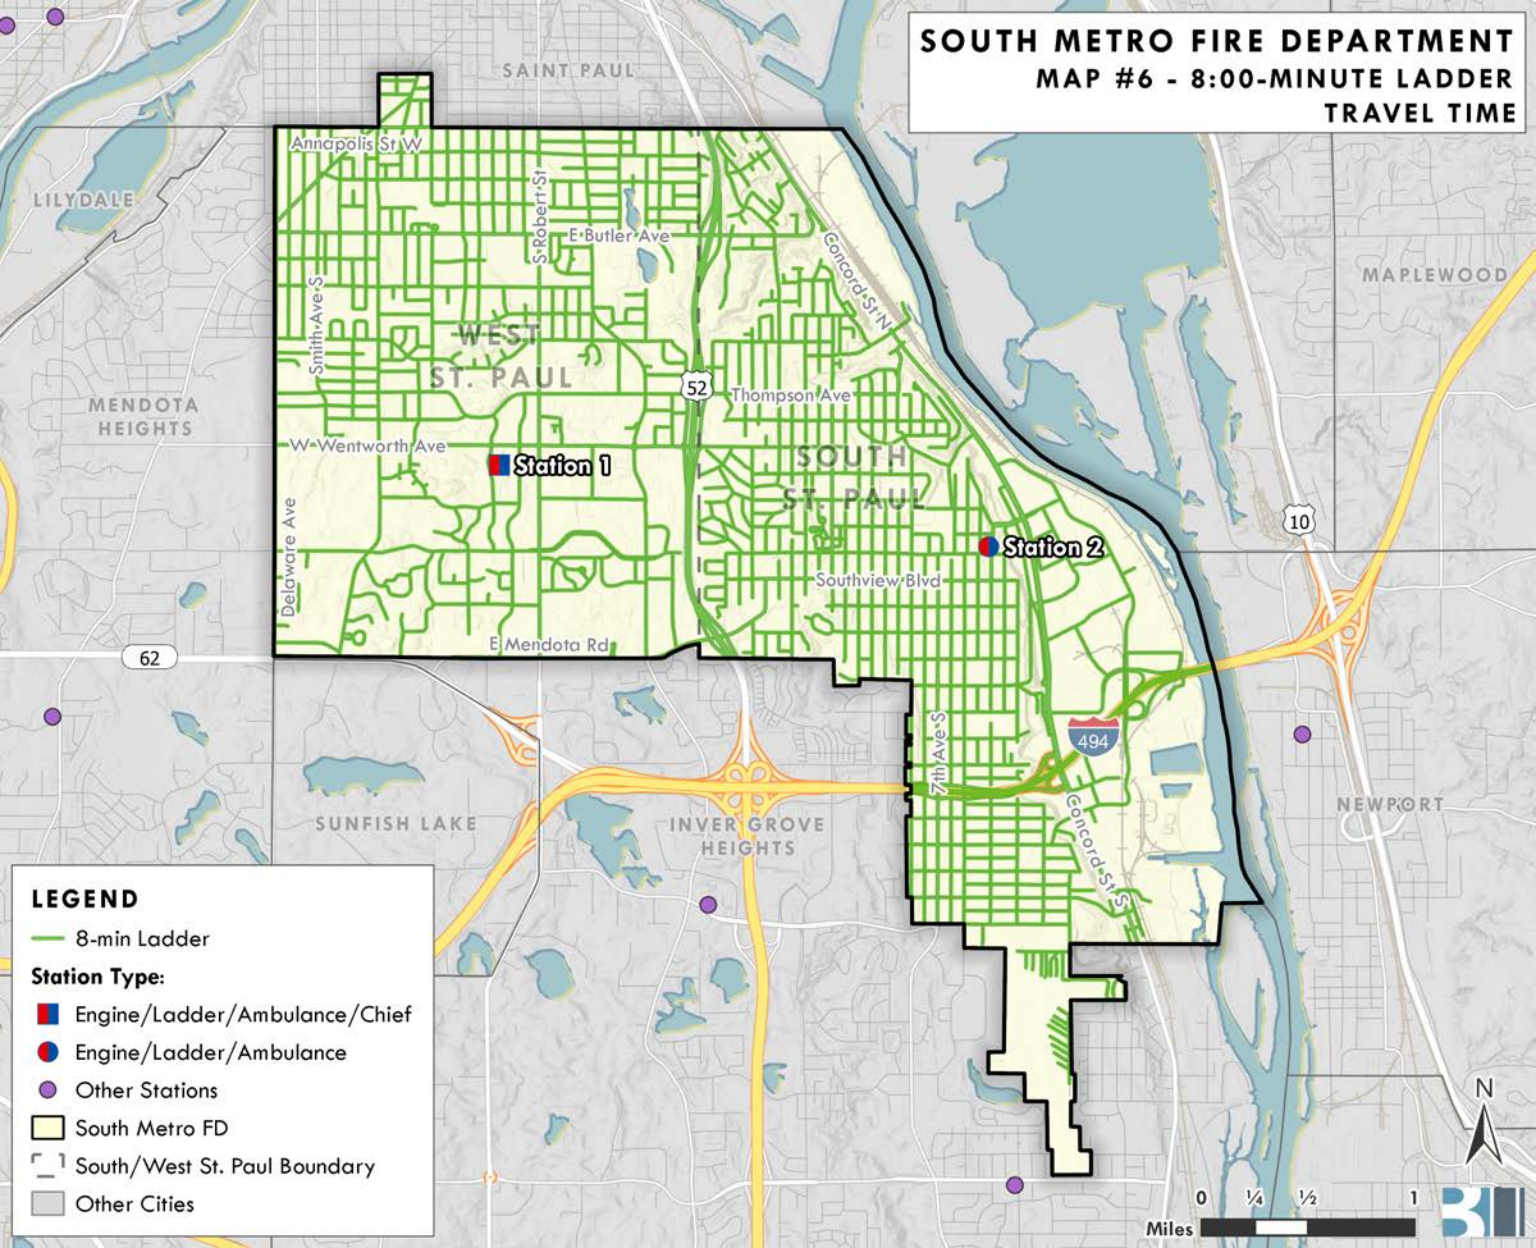 SOUTH METRO FIRE DEPARTMENT
MAP #6 - 8:00-MINUTE LADDER
TRAVEL TIME
SAINT PAUL
Annapolis St W
LILYDALE
S Robert St
E Butler Ave
Concord St N
MAPLEWOOD
Smith Ave S
WEST
ST. PAUL
52
Thompson Ave
MENDOTA
HEIGHTS
W Wentworth Ave
Station 1
SOUTH
ST. PAUL
10
Delaware Ave
Station 2
Southview Blvd
E Mendota Rd
62
7th Ave S
494
NEWPORT
SUNFISH LAKE
INVER GROVE
HEIGHTS
Concord St S
LEGEND
8-min Ladder
Station Type:
Engine/Ladder/Ambulance/Chief
Engine/Ladder/Ambulance
Other Stations
South Metro FD
South/West St. Paul Boundary
Other Cities
N
0 ¼ ½ 1
Miles